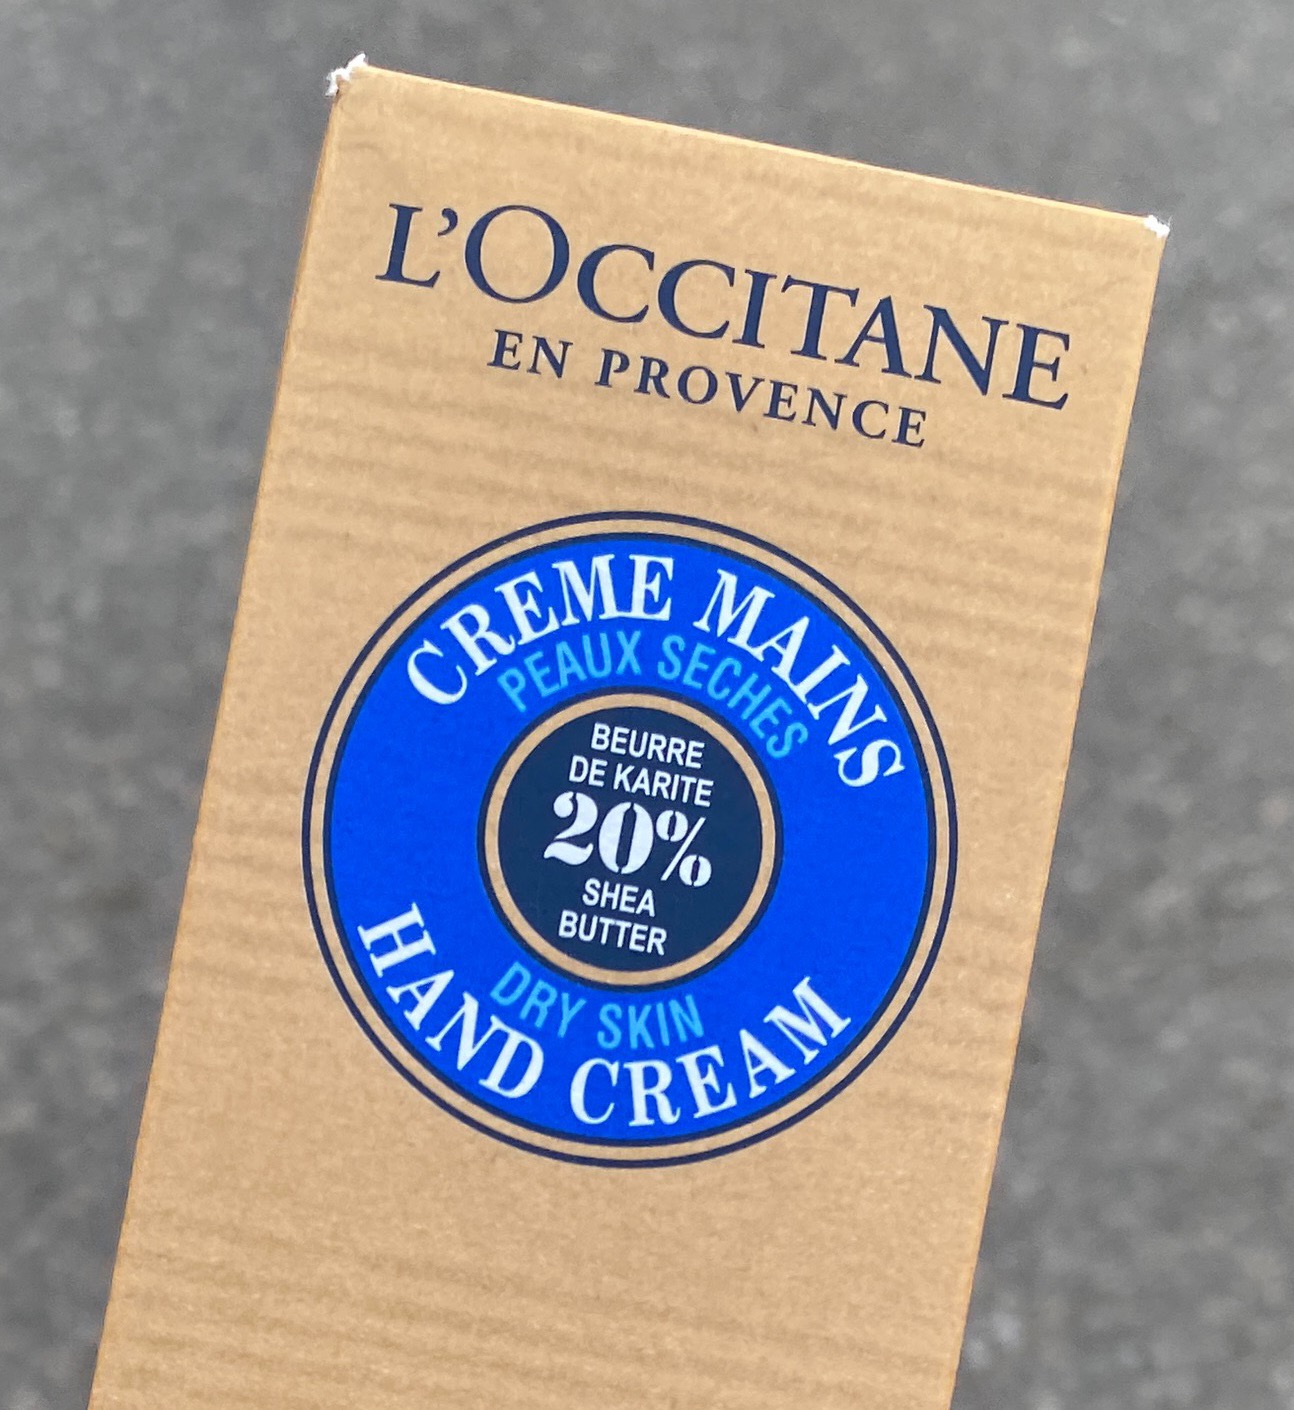 L'OCCITANE
EN PROVENCE
CREME MAINS
PEAUX SECHES
BEURRE
DE KARITE
20%
SHEA
BUTTER
DRY SKIN
HAND CREAM